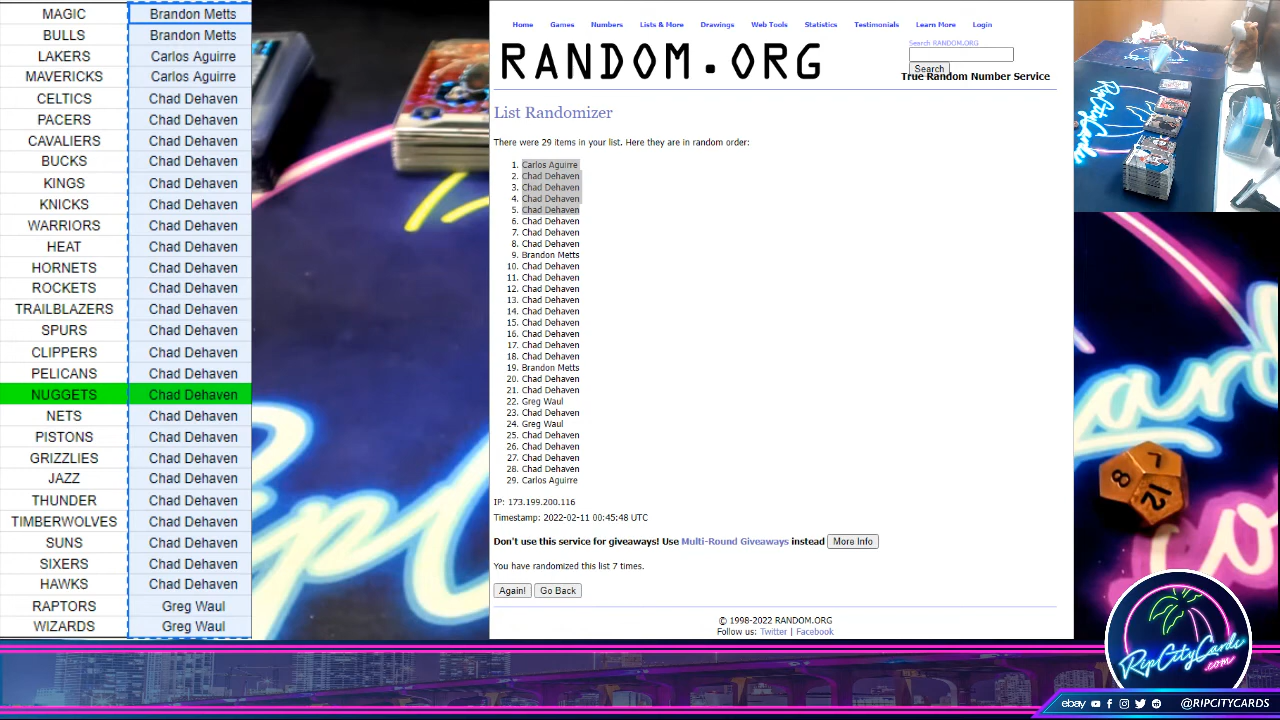 MAGIC Brandon Metts
BULLS Brandon Metts
LAKERS Carlos Aguirre
MAVERICKS Carlos Aguirre
CELTICS Chad Dehaven
PACERS Chad Dehaven
CAVALIERS Chad Dehaven
BUCKS Chad Dehaven
KINGS Chad Dehaven
KNICKS Chad Dehaven
WARRIORS Chad Dehaven
HEAT Chad Dehaven
HORNETS Chad Dehaven
ROCKETS Chad Dehaven
TRAILBLAZERS Chad Dehaven
SPURS Chad Dehaven
CLIPPERS Chad Dehaven
PELICANS Chad Dehaven
NUGGETS Chad Dehaven
NETS Chad Dehaven
PISTONS Chad Dehaven
GRIZZLIES Chad Dehaven
JAZZ Chad Dehaven
THUNDER Chad Dehaven
TIMBERWOLVES Chad Dehaven
SUNS Chad Dehaven
SIXERS Chad Dehaven
HAWKS Chad Dehaven
RAPTORS Greg Waul
WIZARDS Greg Waul
Home Games Numbers Lists & More Drawings Web Tools Statistics Testimonials Learn More Login
RANDOM.ORG
Search RANDOM.ORG
Search
True Random Number Service
List Randomizer
There were 29 items in your list. Here they are in random order:
1. Carlos Aguirre
2. Chad Dehaven
3. Chad Dehaven
4. Chad Dehaven
5. Chad Dehaven
6. Chad Dehaven
7. Chad Dehaven
8. Chad Dehaven
9. Brandon Metts
10. Chad Dehaven
11. Chad Dehaven
12. Chad Dehaven
13. Chad Dehaven
14. Chad Dehaven
15. Chad Dehaven
16. Chad Dehaven
17. Chad Dehaven
18. Chad Dehaven
19. Brandon Metts
20. Chad Dehaven
21. Chad Dehaven
22. Greg Waul
23. Chad Dehaven
24. Greg Waul
25. Chad Dehaven
26. Chad Dehaven
27. Chad Dehaven
28. Chad Dehaven
29. Carlos Aguirre
IP: 173.199.200.116
Timestamp: 2022-02-11 00:45:48 UTC
Don't use this service for giveaways! Use Multi-Round Giveaways instead More Info
You have randomized this list 7 times.
Again! Go Back
© 1998-2022 RANDOM.ORG
Follow us: Twitter | Facebook
7
8
12
RipCityCards
.com
ebay @RIPCITYCARDS